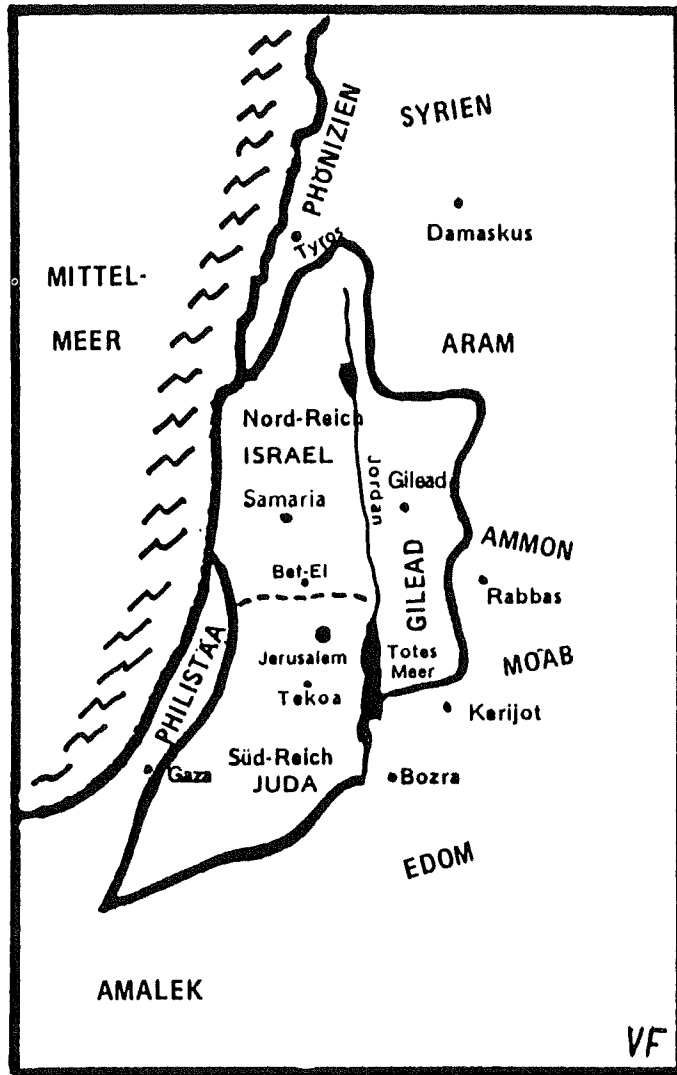 SYRIEN
PHÖNIZIEN
Damaskus
Tyros
MITTEL-
MEER
ARAM
Nord-Reich
ISRAEL
Jordan
Gilead
Samaria
AMMON
GILEAD
Bet-El
Rabbas
Jerusalem
Totes
Meer
MOAB
PHILISTÄA
Tekoa
Kerijot
Süd-Reich
JUDA
Gaza
Bozra
EDOM
AMALEK
VF